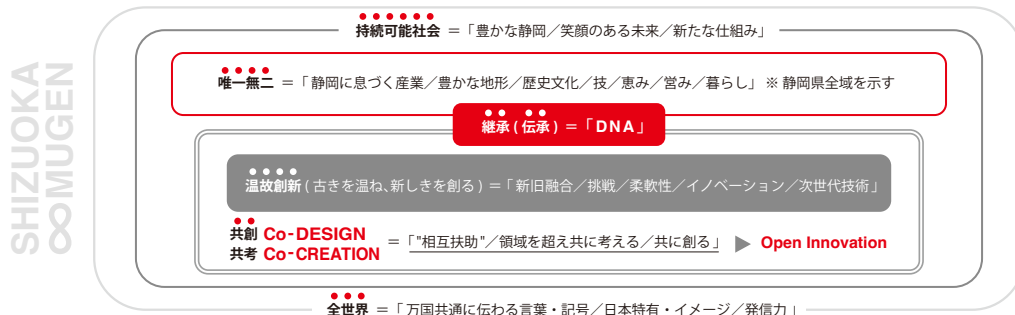 SHIZUOKA
∞MUGEN
持続可能社会 ＝「豊かな静岡／笑顔のある未来／新たな仕組み」
唯一無二 ＝「静岡に息づく産業／豊かな地形／歴史文化／技／恵み／営み／暮らし」 ※ 静岡県全域を示す
継承 ( 伝承 ) ＝「DNA」
温故創新 ( 古きを温ね、新しきを創る ) ＝「新旧融合／挑戦／柔軟性／イノベーション／次世代技術」
共創 Co-DESIGN
共考 Co-CREATION
＝「"相互扶助"／領域を超え共に考える／共に創る」 ▶ Open Innovation
全世界 ＝「万国共通に伝わる言葉・記号／日本特有・イメージ／発信力」